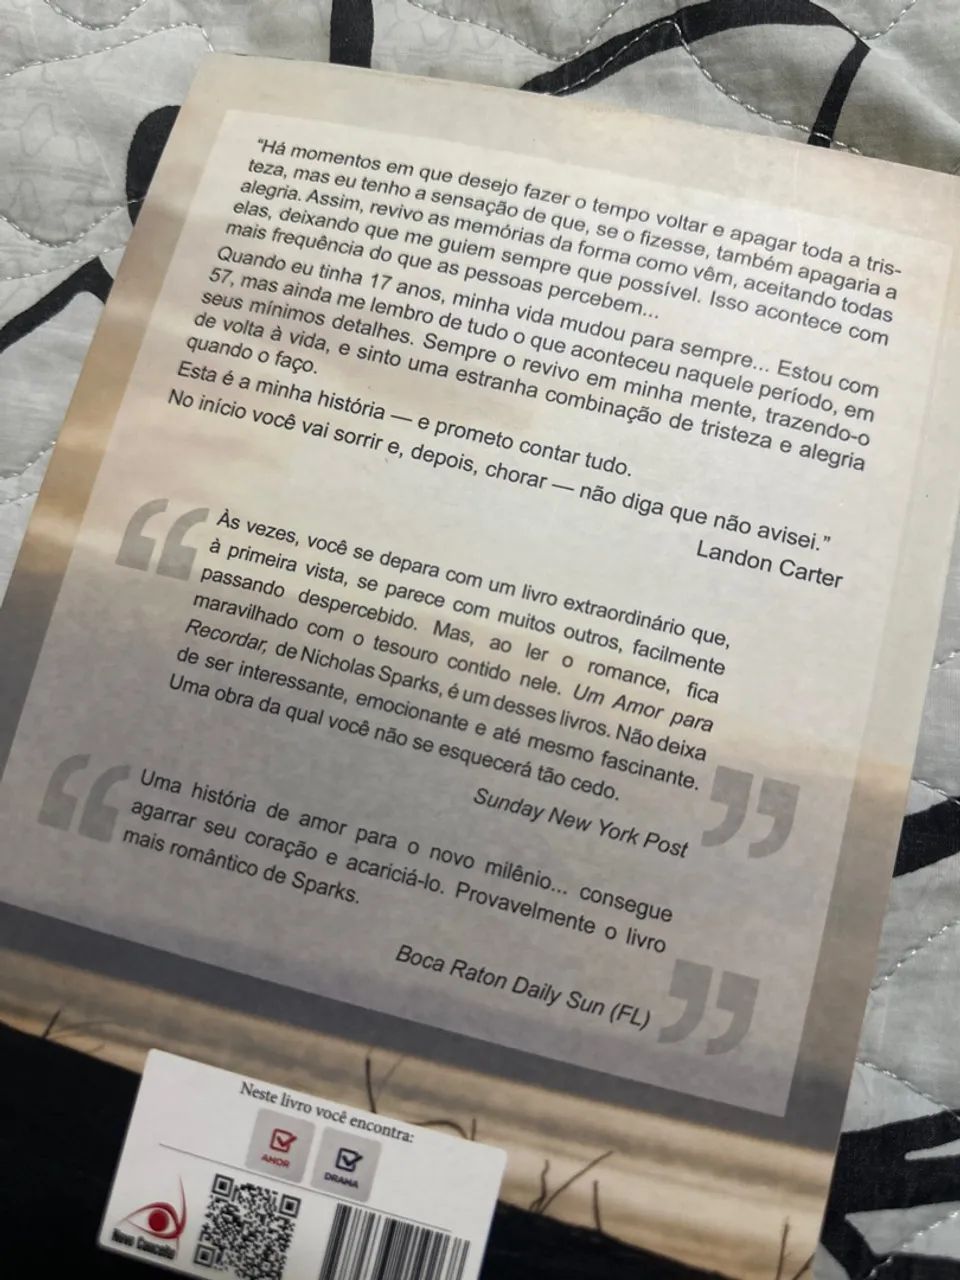 “Há momentos em que desejo fazer o tempo voltar e apagar toda a tris-
teza, mas eu tenho a sensação de que, se o fizesse, também apagaria a
alegria. Assim, revivo as memórias da forma como vêm, aceitando todas
elas, deixando que me guiem sempre que possível. Isso acontece com
mais frequência do que as pessoas percebem...
Quando eu tinha 17 anos, minha vida mudou para sempre... Estou com
57, mas ainda me lembro de tudo o que aconteceu naquele período, em
seus mínimos detalhes. Sempre o revivo em minha mente, trazendo-o
de volta à vida, e sinto uma estranha combinação de tristeza e alegria
quando o faço.
Esta é a minha história — e prometo contar tudo.
No início você vai sorrir e, depois, chorar — não diga que não avisei.”
Landon Carter
“
Às vezes, você se depara com um livro extraordinário que,
à primeira vista, se parece com muitos outros, facilmente
passando despercebido. Mas, ao ler o romance, fica
maravilhado com o tesouro contido nele. Um Amor para
Recordar, de Nicholas Sparks, é um desses livros. Não deixa
de ser interessante, emocionante e até mesmo fascinante.
Uma obra da qual você não se esquecerá tão cedo.
”
Sunday New York Post
“
Uma história de amor para o novo milênio... consegue
agarrar seu coração e acariciá-lo. Provavelmente o livro
mais romântico de Sparks.
”
Boca Raton Daily Sun (FL)
Neste livro você encontra:
AMOR
DRAMA
Novo Conceito